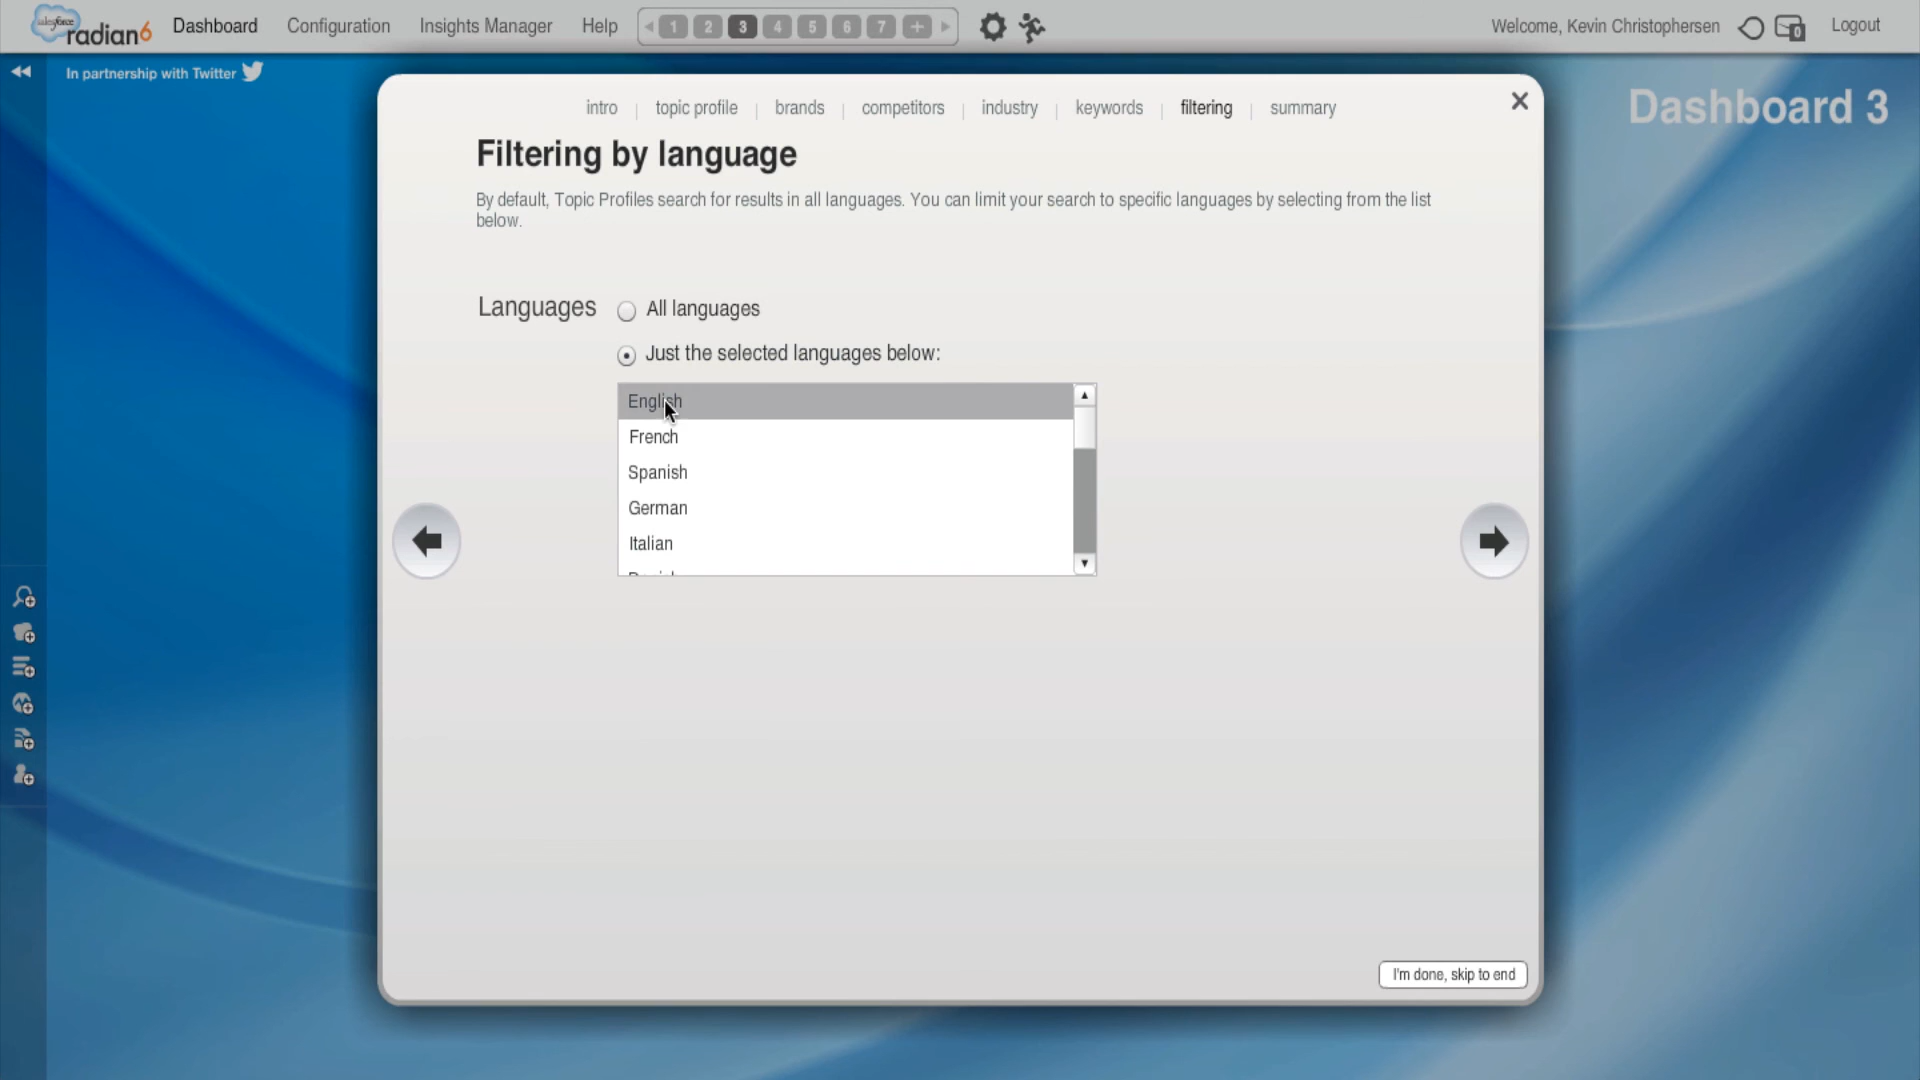 salesforce
radian6
Dashboard
Configuration
Insights Manager
Help
1
2
3
4
5
6
7
+
Welcome, Kevin Christophersen
0
Logout
In partnership with Twitter
Dashboard 3
intro
topic profile
brands
competitors
industry
keywords
filtering
summary
Filtering by language
By default, Topic Profiles search for results in all languages. You can limit your search to specific languages by selecting from the list
below.
Languages
All languages
Just the selected languages below:
English
French
Spanish
German
Italian
I'm done, skip to end